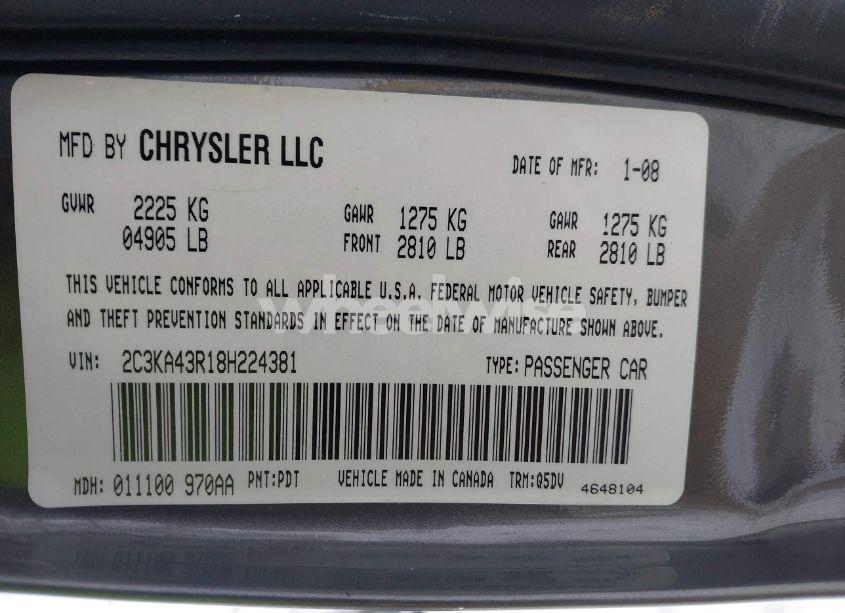 MFD BY CHRYSLER LLC DATE OF MFR: 1-08
GVWR 2225 KG GAWR 1275 KG GAWR 1275 KG
04905 LB FRONT 2810 LB REAR 2810 LB
THIS VEHICLE CONFORMS TO ALL APPLICABLE U.S.A. FEDERAL MOTOR VEHICLE SAFETY, BUMPER
AND THEFT PREVENTION STANDARDS IN EFFECT ON THE DATE OF MANUFACTURE SHOWN ABOVE.
wheelwise
VIN: 2C3KA43R18H224381 TYPE: PASSENGER CAR
MDH: 011100 970AA PNT: PDT VEHICLE MADE IN CANADA TRM: 05DV 4648104